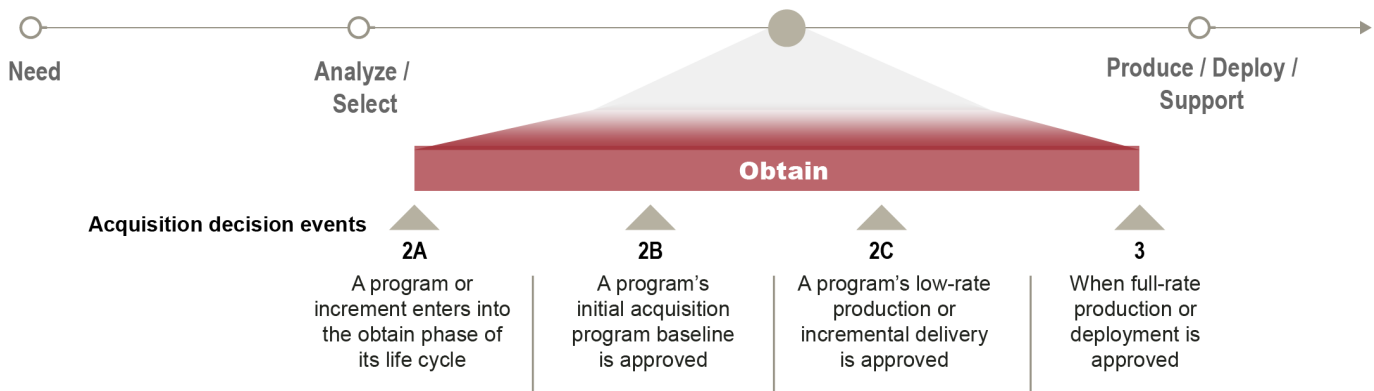 Need
Analyze /
Select
Produce / Deploy /
Support
Obtain
Acquisition decision events
2A
A program or
increment enters into
the obtain phase of
its life cycle
2B
A program's
initial acquisition
program baseline
is approved
2C
A program's low-rate
production or
incremental delivery
is approved
3
When full-rate
production or
deployment is
approved